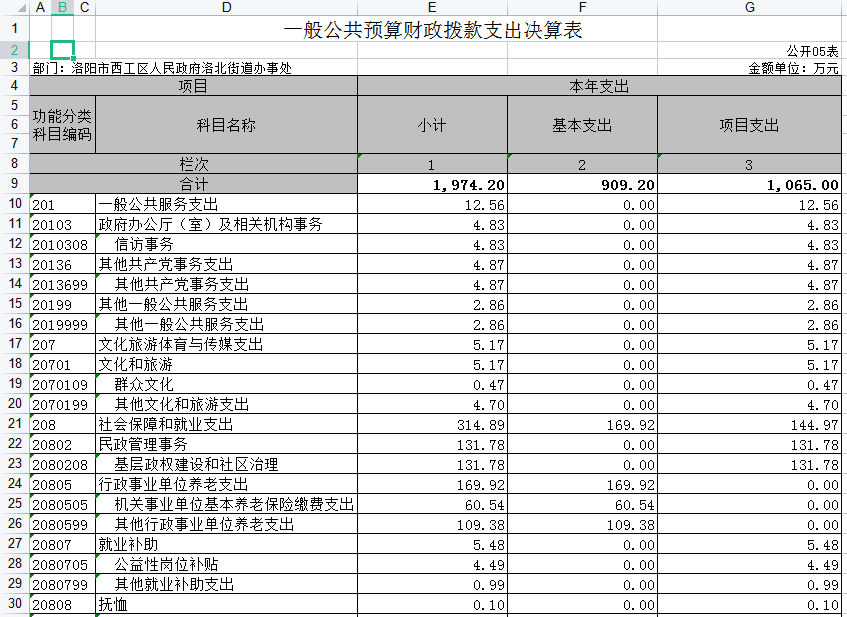 A B C D E F G
1 一般公共预算财政拨款支出决算表
2 公开05表
3 部门：洛阳市西工区人民政府洛北街道办事处 金额单位：万元
4 项目 本年支出
5
6 功能分类科目编码 科目名称 小计 基本支出 项目支出
7
8 栏次 1 2 3
9 合计 1,974.20 909.20 1,065.00
10 201 一般公共服务支出 12.56 0.00 12.56
11 20103 政府办公厅（室）及相关机构事务 4.83 0.00 4.83
12 2010308 信访事务 4.83 0.00 4.83
13 20136 其他共产党事务支出 4.87 0.00 4.87
14 2013699 其他共产党事务支出 4.87 0.00 4.87
15 20199 其他一般公共服务支出 2.86 0.00 2.86
16 2019999 其他一般公共服务支出 2.86 0.00 2.86
17 207 文化旅游体育与传媒支出 5.17 0.00 5.17
18 20701 文化和旅游 5.17 0.00 5.17
19 2070109 群众文化 0.47 0.00 0.47
20 2070199 其他文化和旅游支出 4.70 0.00 4.70
21 208 社会保障和就业支出 314.89 169.92 144.97
22 20802 民政管理事务 131.78 0.00 131.78
23 2080208 基层政权建设和社区治理 131.78 0.00 131.78
24 20805 行政事业单位养老支出 169.92 169.92 0.00
25 2080505 机关事业单位基本养老保险缴费支出 60.54 60.54 0.00
26 2080599 其他行政事业单位养老支出 109.38 109.38 0.00
27 20807 就业补助 5.48 0.00 5.48
28 2080705 公益性岗位补贴 4.49 0.00 4.49
29 2080799 其他就业补助支出 0.99 0.00 0.99
30 20808 抚恤 0.10 0.00 0.10